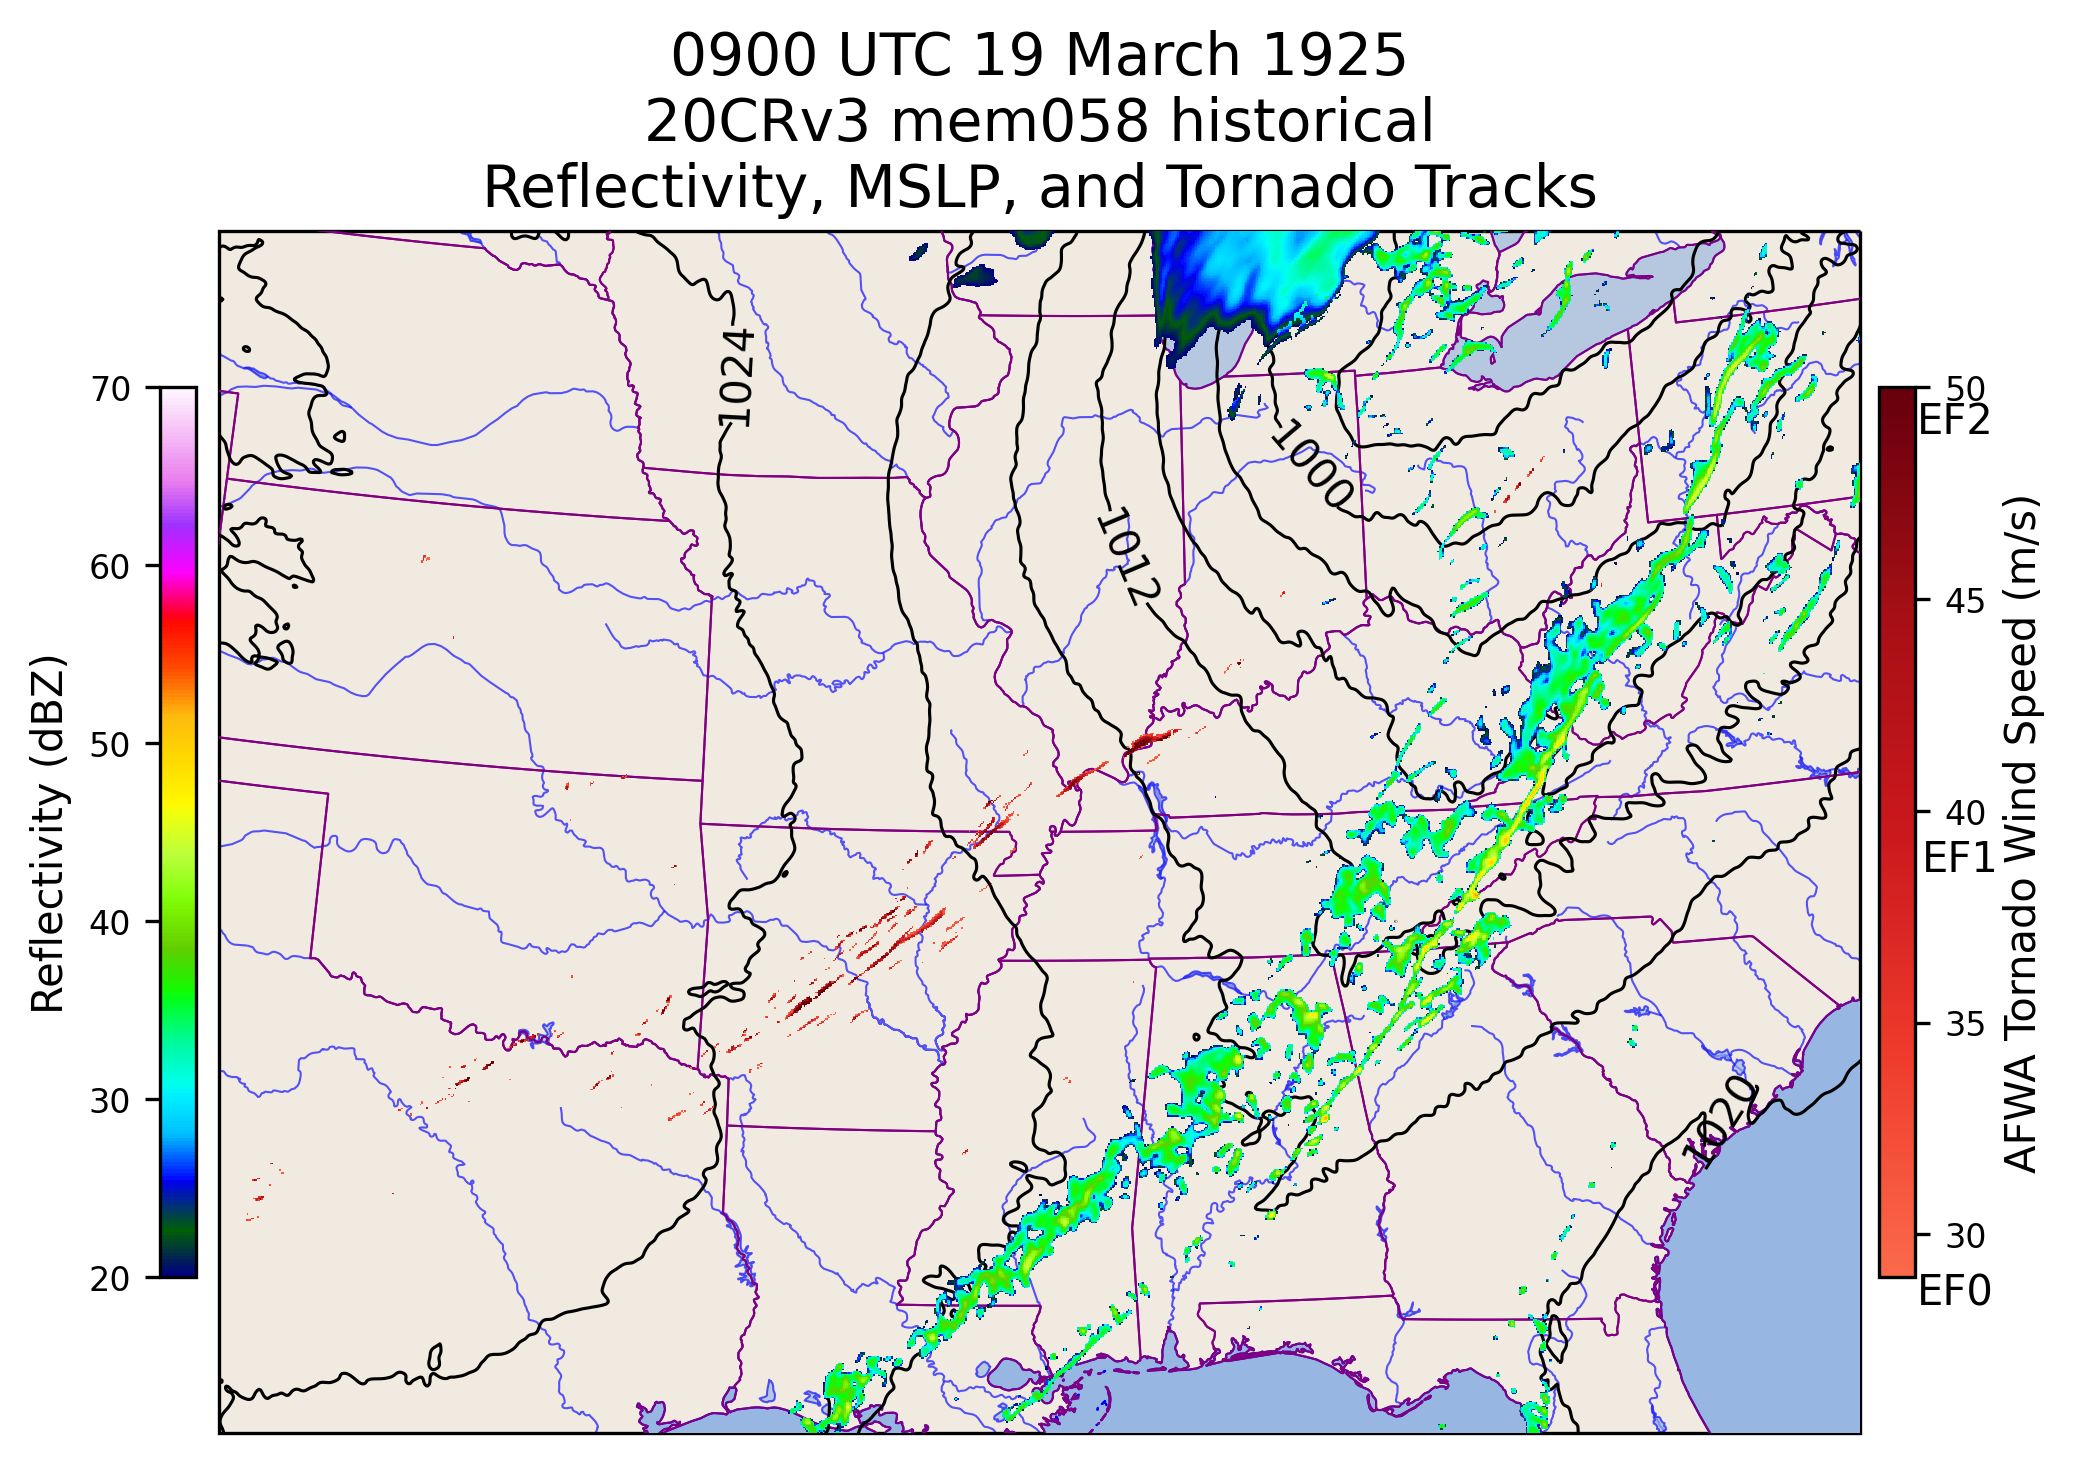 0900 UTC 19 March 1925
20CRv3 mem058 historical
Reflectivity, MSLP, and Tornado Tracks
Reflectivity (dBZ)
70
60
50
40
30
20
1024
1012
1000
1020
50
EF2
45
40
EF1
35
30
EF0
AFWA Tornado Wind Speed (m/s)